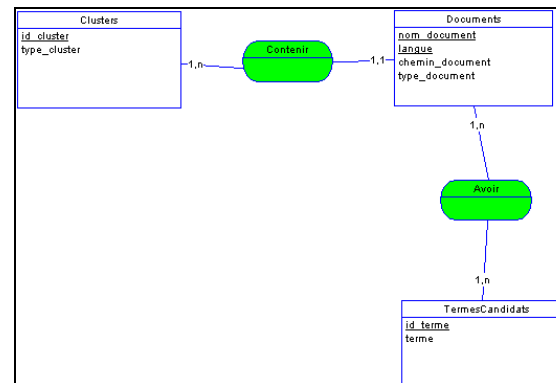 Clusters
id_cluster
type_cluster
1,n
Contenir
1,1
Documents
nom_document
langue
chemin_document
type_document
1,n
Avoir
1,n
TermesCandidats
id_terme
terme